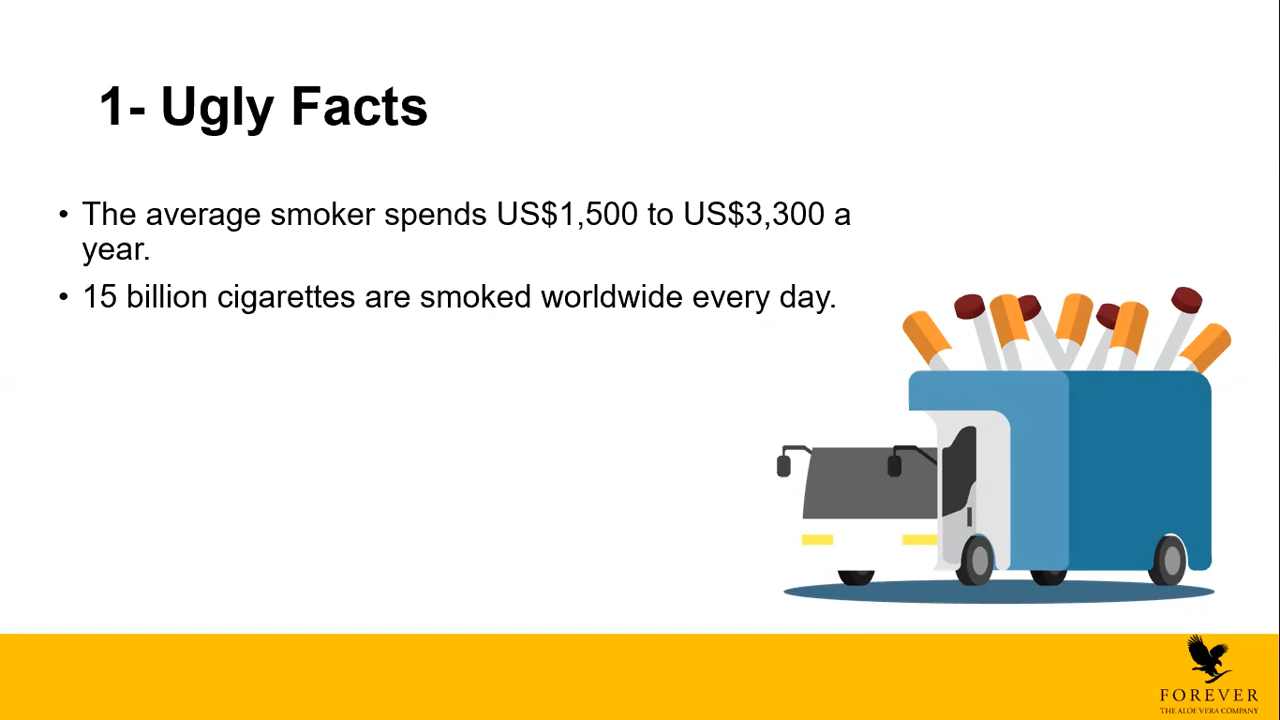 1- Ugly Facts
• The average smoker spends US$1,500 to US$3,300 a
year.
• 15 billion cigarettes are smoked worldwide every day.
FOREVER
THE ALOE VERA COMPANY